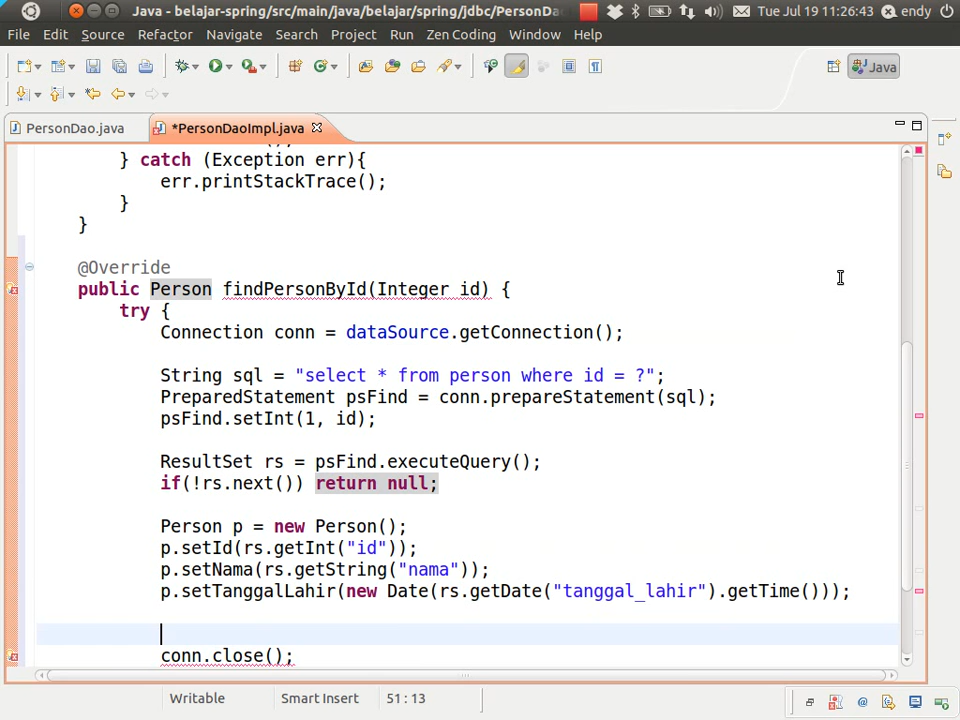 Java - belajar-spring/src/main/java/belajar/spring/jdbc/PersonDa
Tue Jul 19 11:26:43
endy
File Edit Source Refactor Navigate Search Project Run Zen Coding Window Help
Java
PersonDao.java
*PersonDaoImpl.java
} catch (Exception err){
err.printStackTrace();
}
}
@Override
public Person findPersonById(Integer id) {
try {
Connection conn = dataSource.getConnection();
String sql = "select * from person where id = ?";
PreparedStatement psFind = conn.prepareStatement(sql);
psFind.setInt(1, id);
ResultSet rs = psFind.executeQuery();
if(!rs.next()) return null;
Person p = new Person();
p.setId(rs.getInt("id"));
p.setNama(rs.getString("nama"));
p.setTanggalLahir(new Date(rs.getDate("tanggal_lahir").getTime()));
conn.close();
Writable
Smart Insert
51 : 13